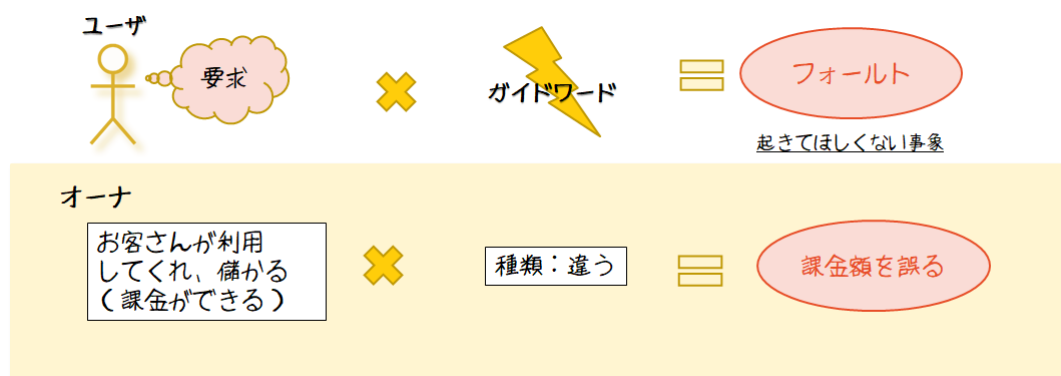 ユーザ
要求
ガイドワード
フォールト
起きてほしくない事象
オーナ
お客さんが利用
してくれ、儲かる
（課金ができる）
種類：違う
課金額を誤る